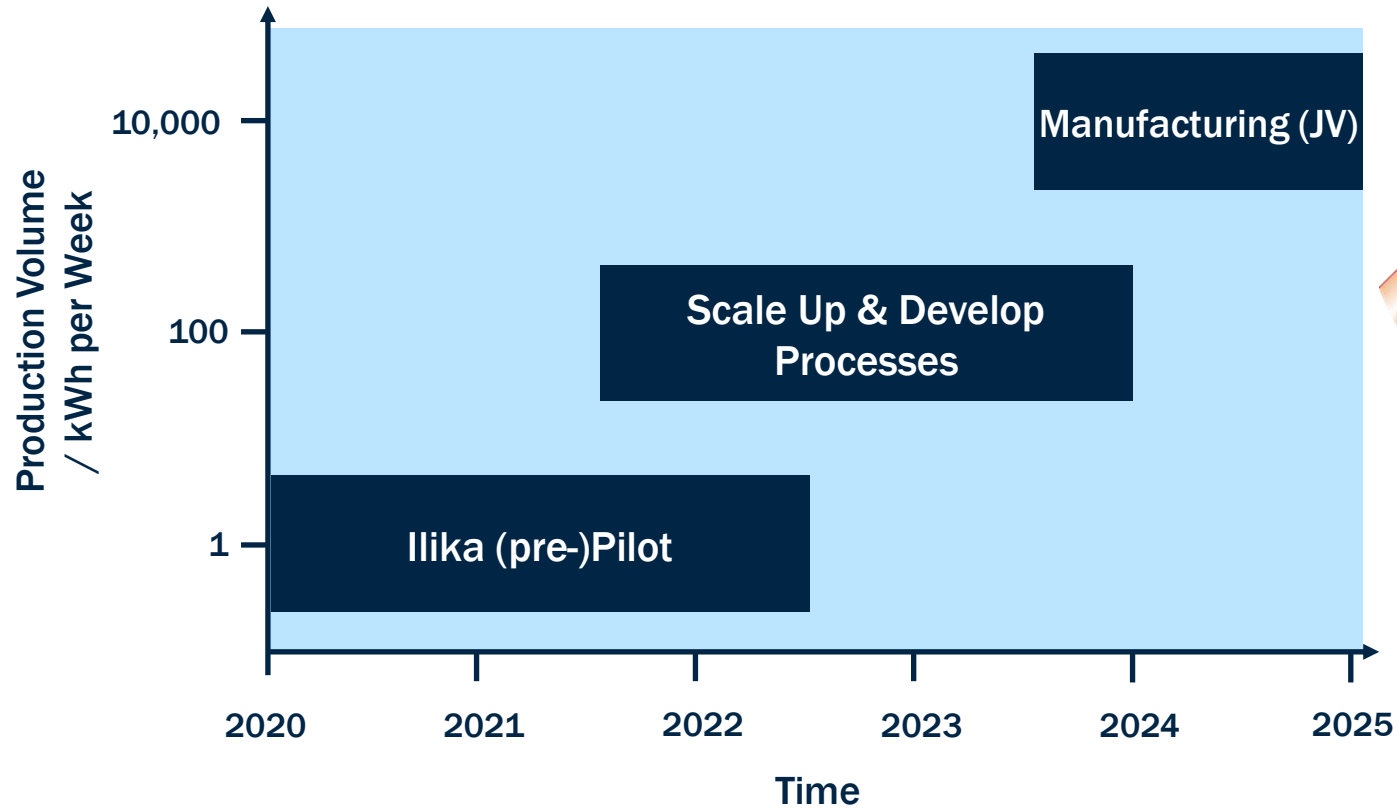 Production Volume
/ kWh per Week
10,000
100
1
Manufacturing (JV)
Scale Up & Develop
Processes
Ilika (pre-)Pilot
2020 2021 2022 2023 2024 2025
Time